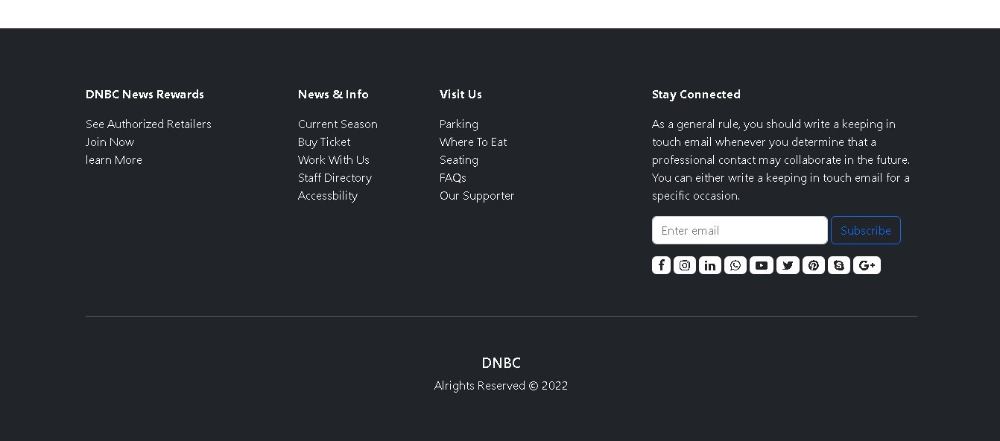 DNBC News Rewards
See Authorized Retailers
Join Now
learn More
News & Info
Current Season
Buy Ticket
Work With Us
Staff Directory
Accessbility
Visit Us
Parking
Where To Eat
Seating
FAQs
Our Supporter
Stay Connected
As a general rule, you should write a keeping in
touch email whenever you determine that a
professional contact may collaborate in the future.
You can either write a keeping in touch email for a
specific occasion.
Enter email
Subscribe
DNBC
Alrights Reserved © 2022